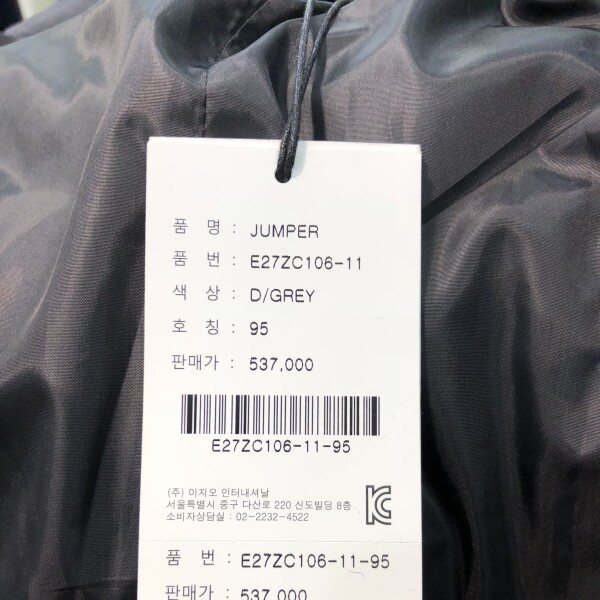 품 명 : JUMPER
품 번 : E27ZC106-11
색 상 : D/GREY
호 칭 : 95
판매가 : 537,000
E27ZC106-11-95
(주) 이지오 인터내셔날
서울특별시 중구 다산로 220 신도빌딩 8층
소비자상담실 : 02-2232-4522
품 번 : E27ZC106-11-95
판매가 : 537,000